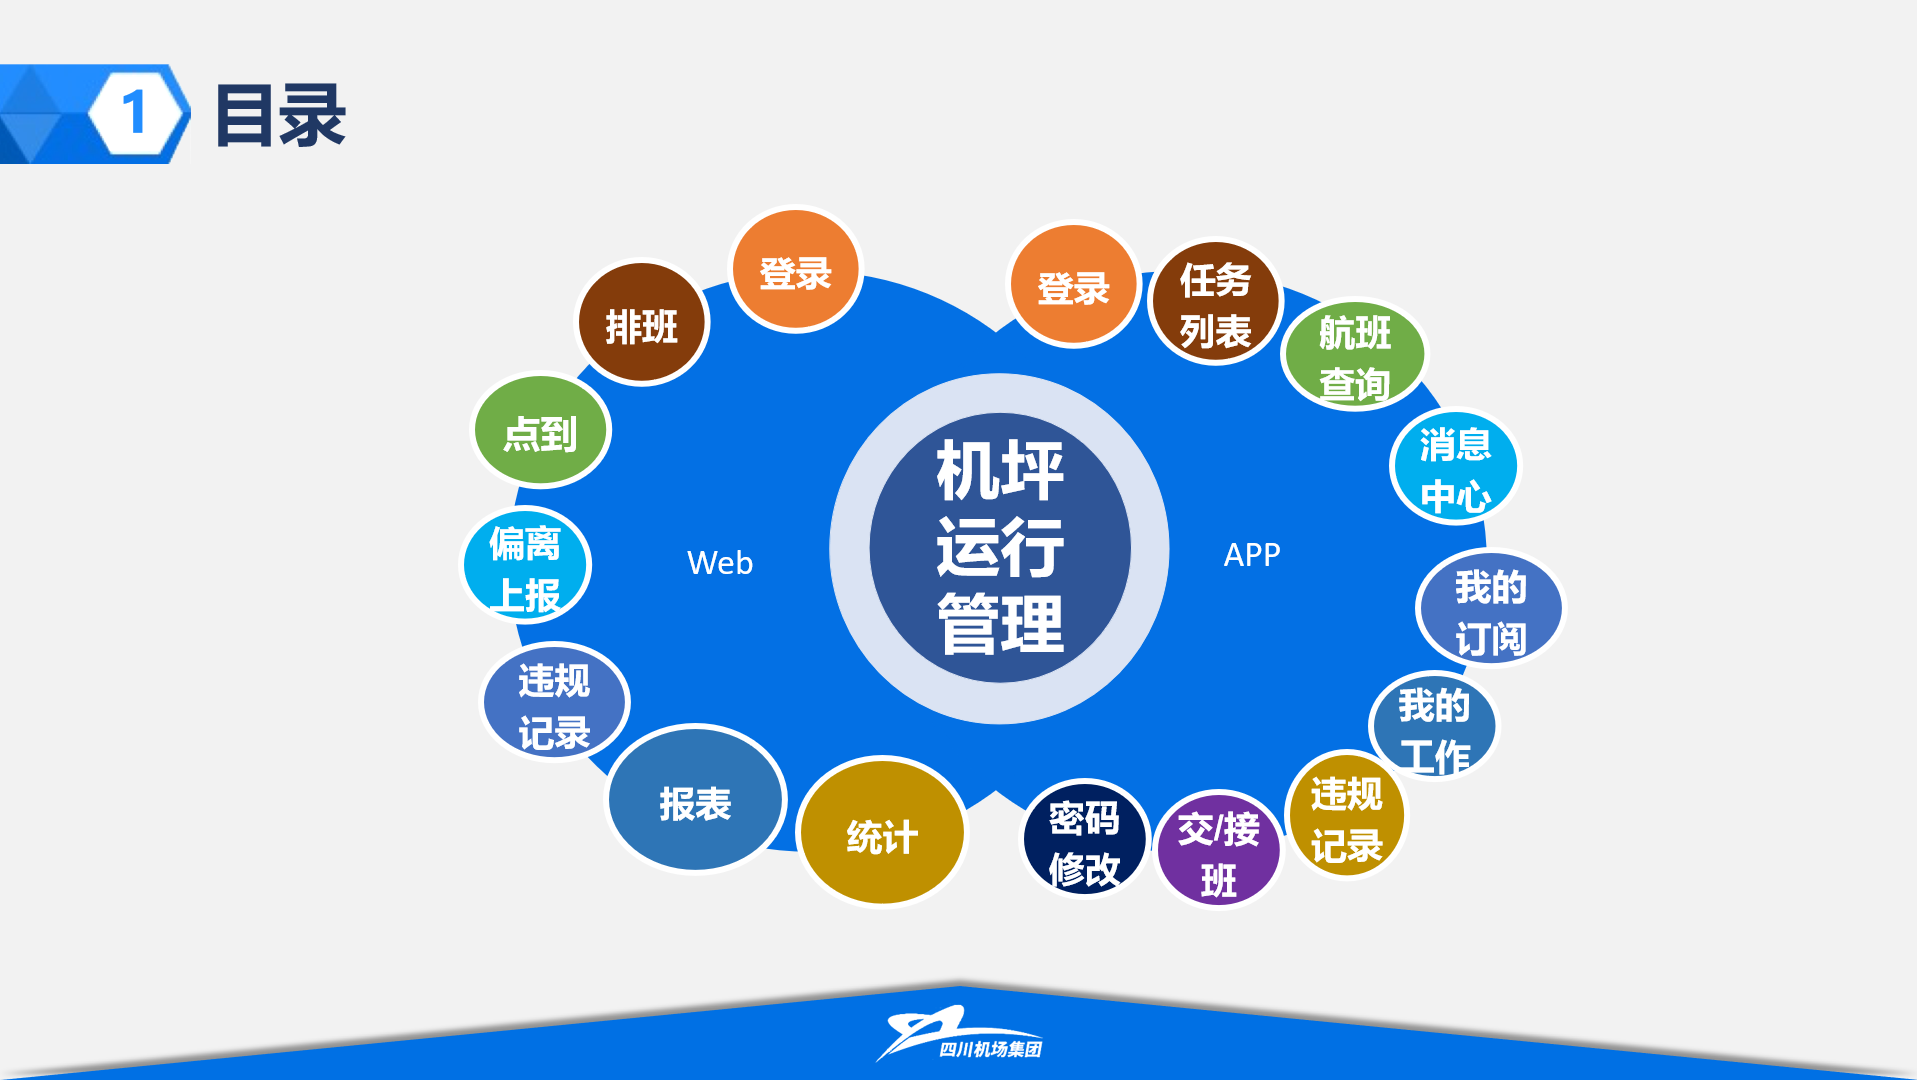 1
目录
登录
排班
点到
偏离
上报
违规
记录
报表
统计
Web
机坪
运行
管理
APP
登录
任务
列表
航班
查询
消息
中心
我的
订阅
我的
工作
违规
记录
交/接
班
密码
修改
四川机场集团